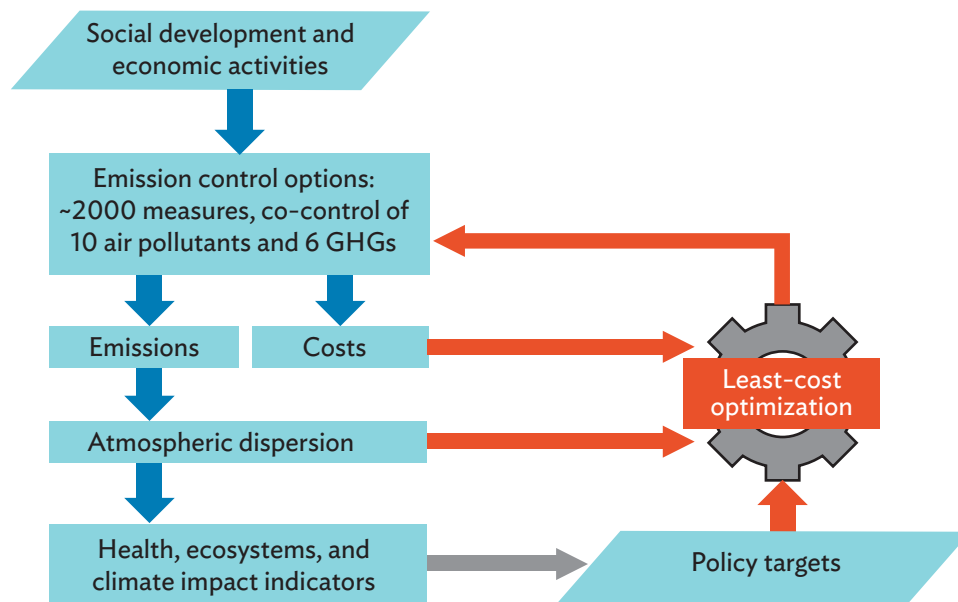 Social development and
economic activities
Emission control options:
~2000 measures, co-control of
10 air pollutants and 6 GHGs
Emissions
Costs
Least-cost
optimization
Atmospheric dispersion
Health, ecosystems, and
climate impact indicators
Policy targets